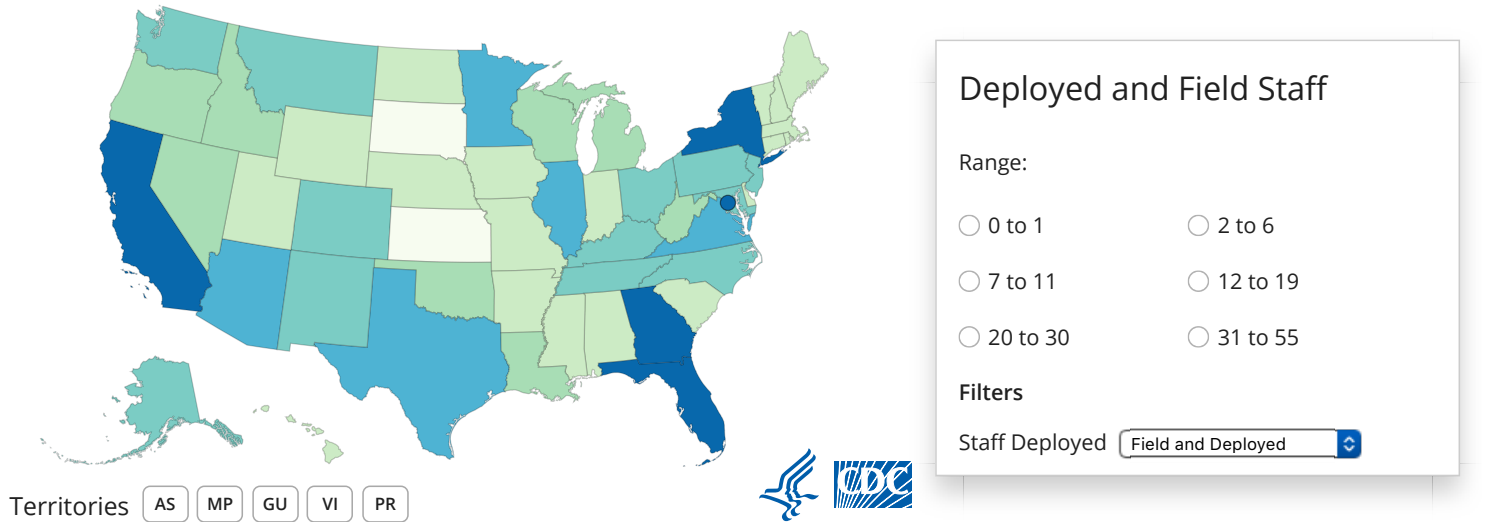 Deployed and Field Staff
Range:
0 to 1
2 to 6
7 to 11
12 to 19
20 to 30
31 to 55
Filters
Staff Deployed Field and Deployed
CDC
Territories AS MP GU VI PR